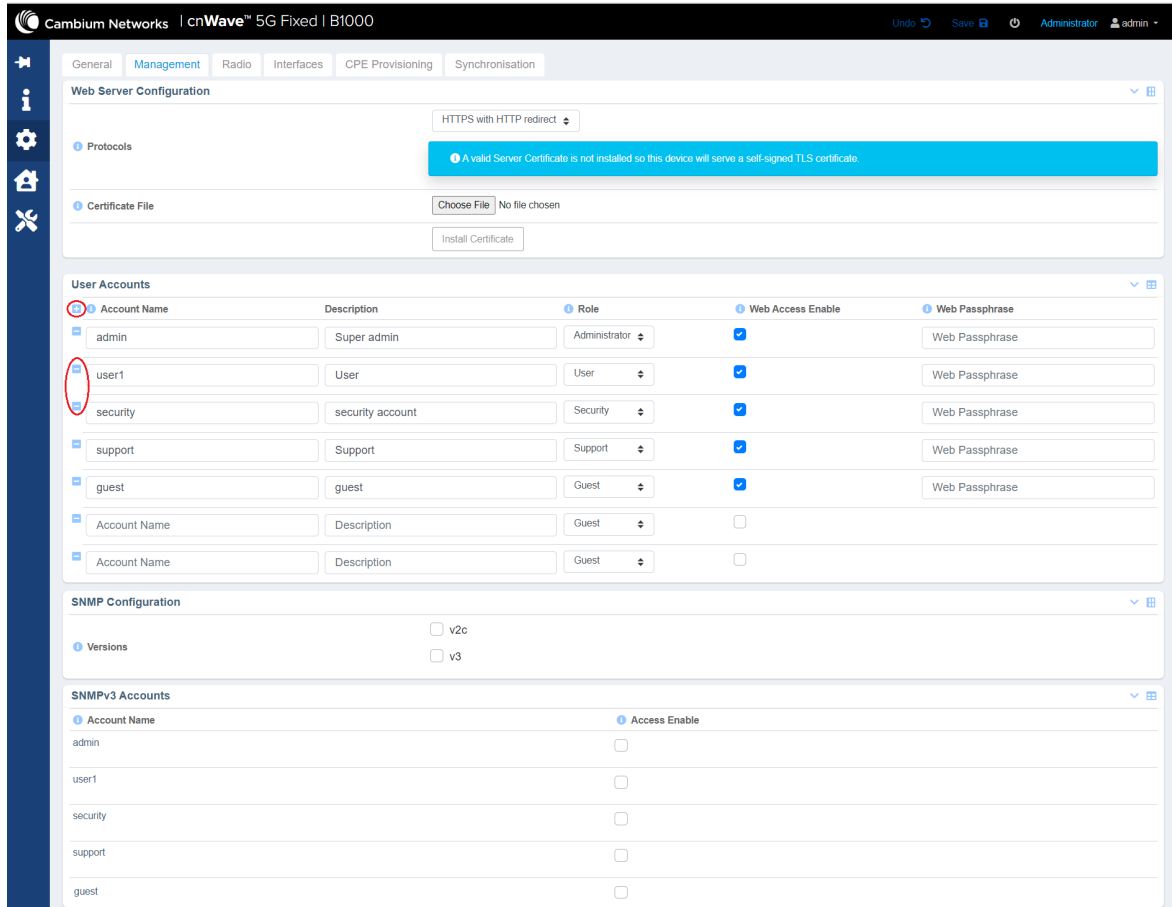 Cambium Networks | cnWave™ 5G Fixed | B1000 Undo Save Administrator admin
General Management Radio Interfaces CPE Provisioning Synchronisation
Web Server Configuration
HTTPS with HTTP redirect
Protocols
A valid Server Certificate is not installed so this device will serve a self-signed TLS certificate.
Certificate File Choose File No file chosen
Install Certificate
User Accounts
Account Name Description Role Web Access Enable Web Passphrase
admin Super admin Administrator Web Passphrase
user1 User User Web Passphrase
security security account Security Web Passphrase
support Support Support Web Passphrase
guest guest Guest Web Passphrase
Account Name Description Guest
Account Name Description Guest
SNMP Configuration
v2c
Versions
v3
SNMPv3 Accounts
Account Name Access Enable
admin
user1
security
support
guest